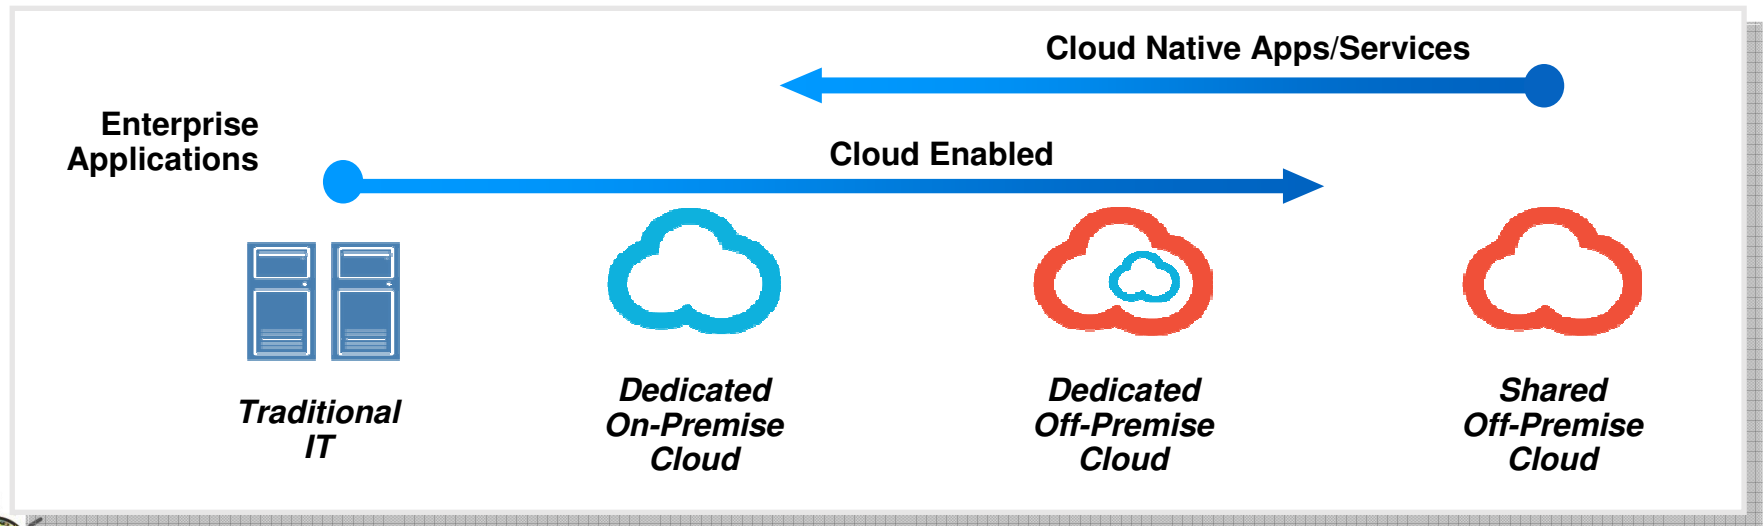 Cloud Native Apps/Services
Enterprise
Applications
Cloud Enabled
Traditional
IT
Dedicated
On-Premise
Cloud
Dedicated
Off-Premise
Cloud
Shared
Off-Premise
Cloud